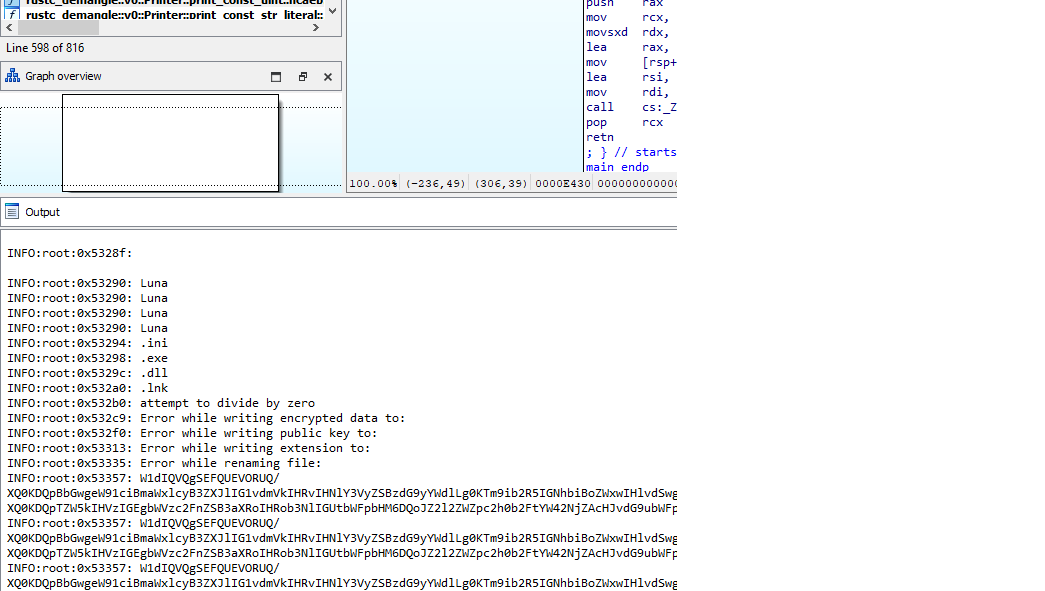 rustc_demangle::v0::Printer::print_const_uint::hcaeb
rustc_demangle::v0::Printer::print_const_str_literal::
Line 598 of 816
Graph overview
push rax
mov rcx,
movsxd rdx,
lea rax,
mov [rsp+
lea rsi,
mov rdi,
call cs:_Z
pop rcx
retn
; } // starts
main endp
100.00% (-236,49) (306,39) 0000E430 000000000000
Output
INFO:root:0x5328f:
INFO:root:0x53290: Luna
INFO:root:0x53290: Luna
INFO:root:0x53290: Luna
INFO:root:0x53290: Luna
INFO:root:0x53294: .ini
INFO:root:0x53298: .exe
INFO:root:0x5329c: .dll
INFO:root:0x532a0: .lnk
INFO:root:0x532b0: attempt to divide by zero
INFO:root:0x532c9: Error while writing encrypted data to:
INFO:root:0x532f0: Error while writing public key to:
INFO:root:0x53313: Error while writing extension to:
INFO:root:0x53335: Error while renaming file:
INFO:root:0x53357: W1dIQVQgSEFQUEVORUQ/
XQ0KDQpBbGwgeW91ciBmaWxlcyB3ZXJlIG1vdmVkIHRvIHNlY3VyZSBzdG9yYWdlLg0KTm9ib2R5IGNhbiBoZWxwIHlvdSwg
XQ0KDQpTZW5kIHVzIGEgbWVzc2FnZSB3aXRoIHRob3NlIGUtbWFpbHM6DQoJZ2l2ZWZpc2h0b2FtYW42NjZAcHJvdG9ubWFp
INFO:root:0x53357: W1dIQVQgSEFQUEVORUQ/
XQ0KDQpBbGwgeW91ciBmaWxlcyB3ZXJlIG1vdmVkIHRvIHNlY3VyZSBzdG9yYWdlLg0KTm9ib2R5IGNhbiBoZWxwIHlvdSwg
XQ0KDQpTZW5kIHVzIGEgbWVzc2FnZSB3aXRoIHRob3NlIGUtbWFpbHM6DQoJZ2l2ZWZpc2h0b2FtYW42NjZAcHJvdG9ubWFp
INFO:root:0x53357: W1dIQVQgSEFQUEVORUQ/
XQ0KDQpBbGwgeW91ciBmaWxlcyB3ZXJlIG1vdmVkIHRvIHNlY3VyZSBzdG9yYWdlLg0KTm9ib2R5IGNhbiBoZWxwIHlvdSwg